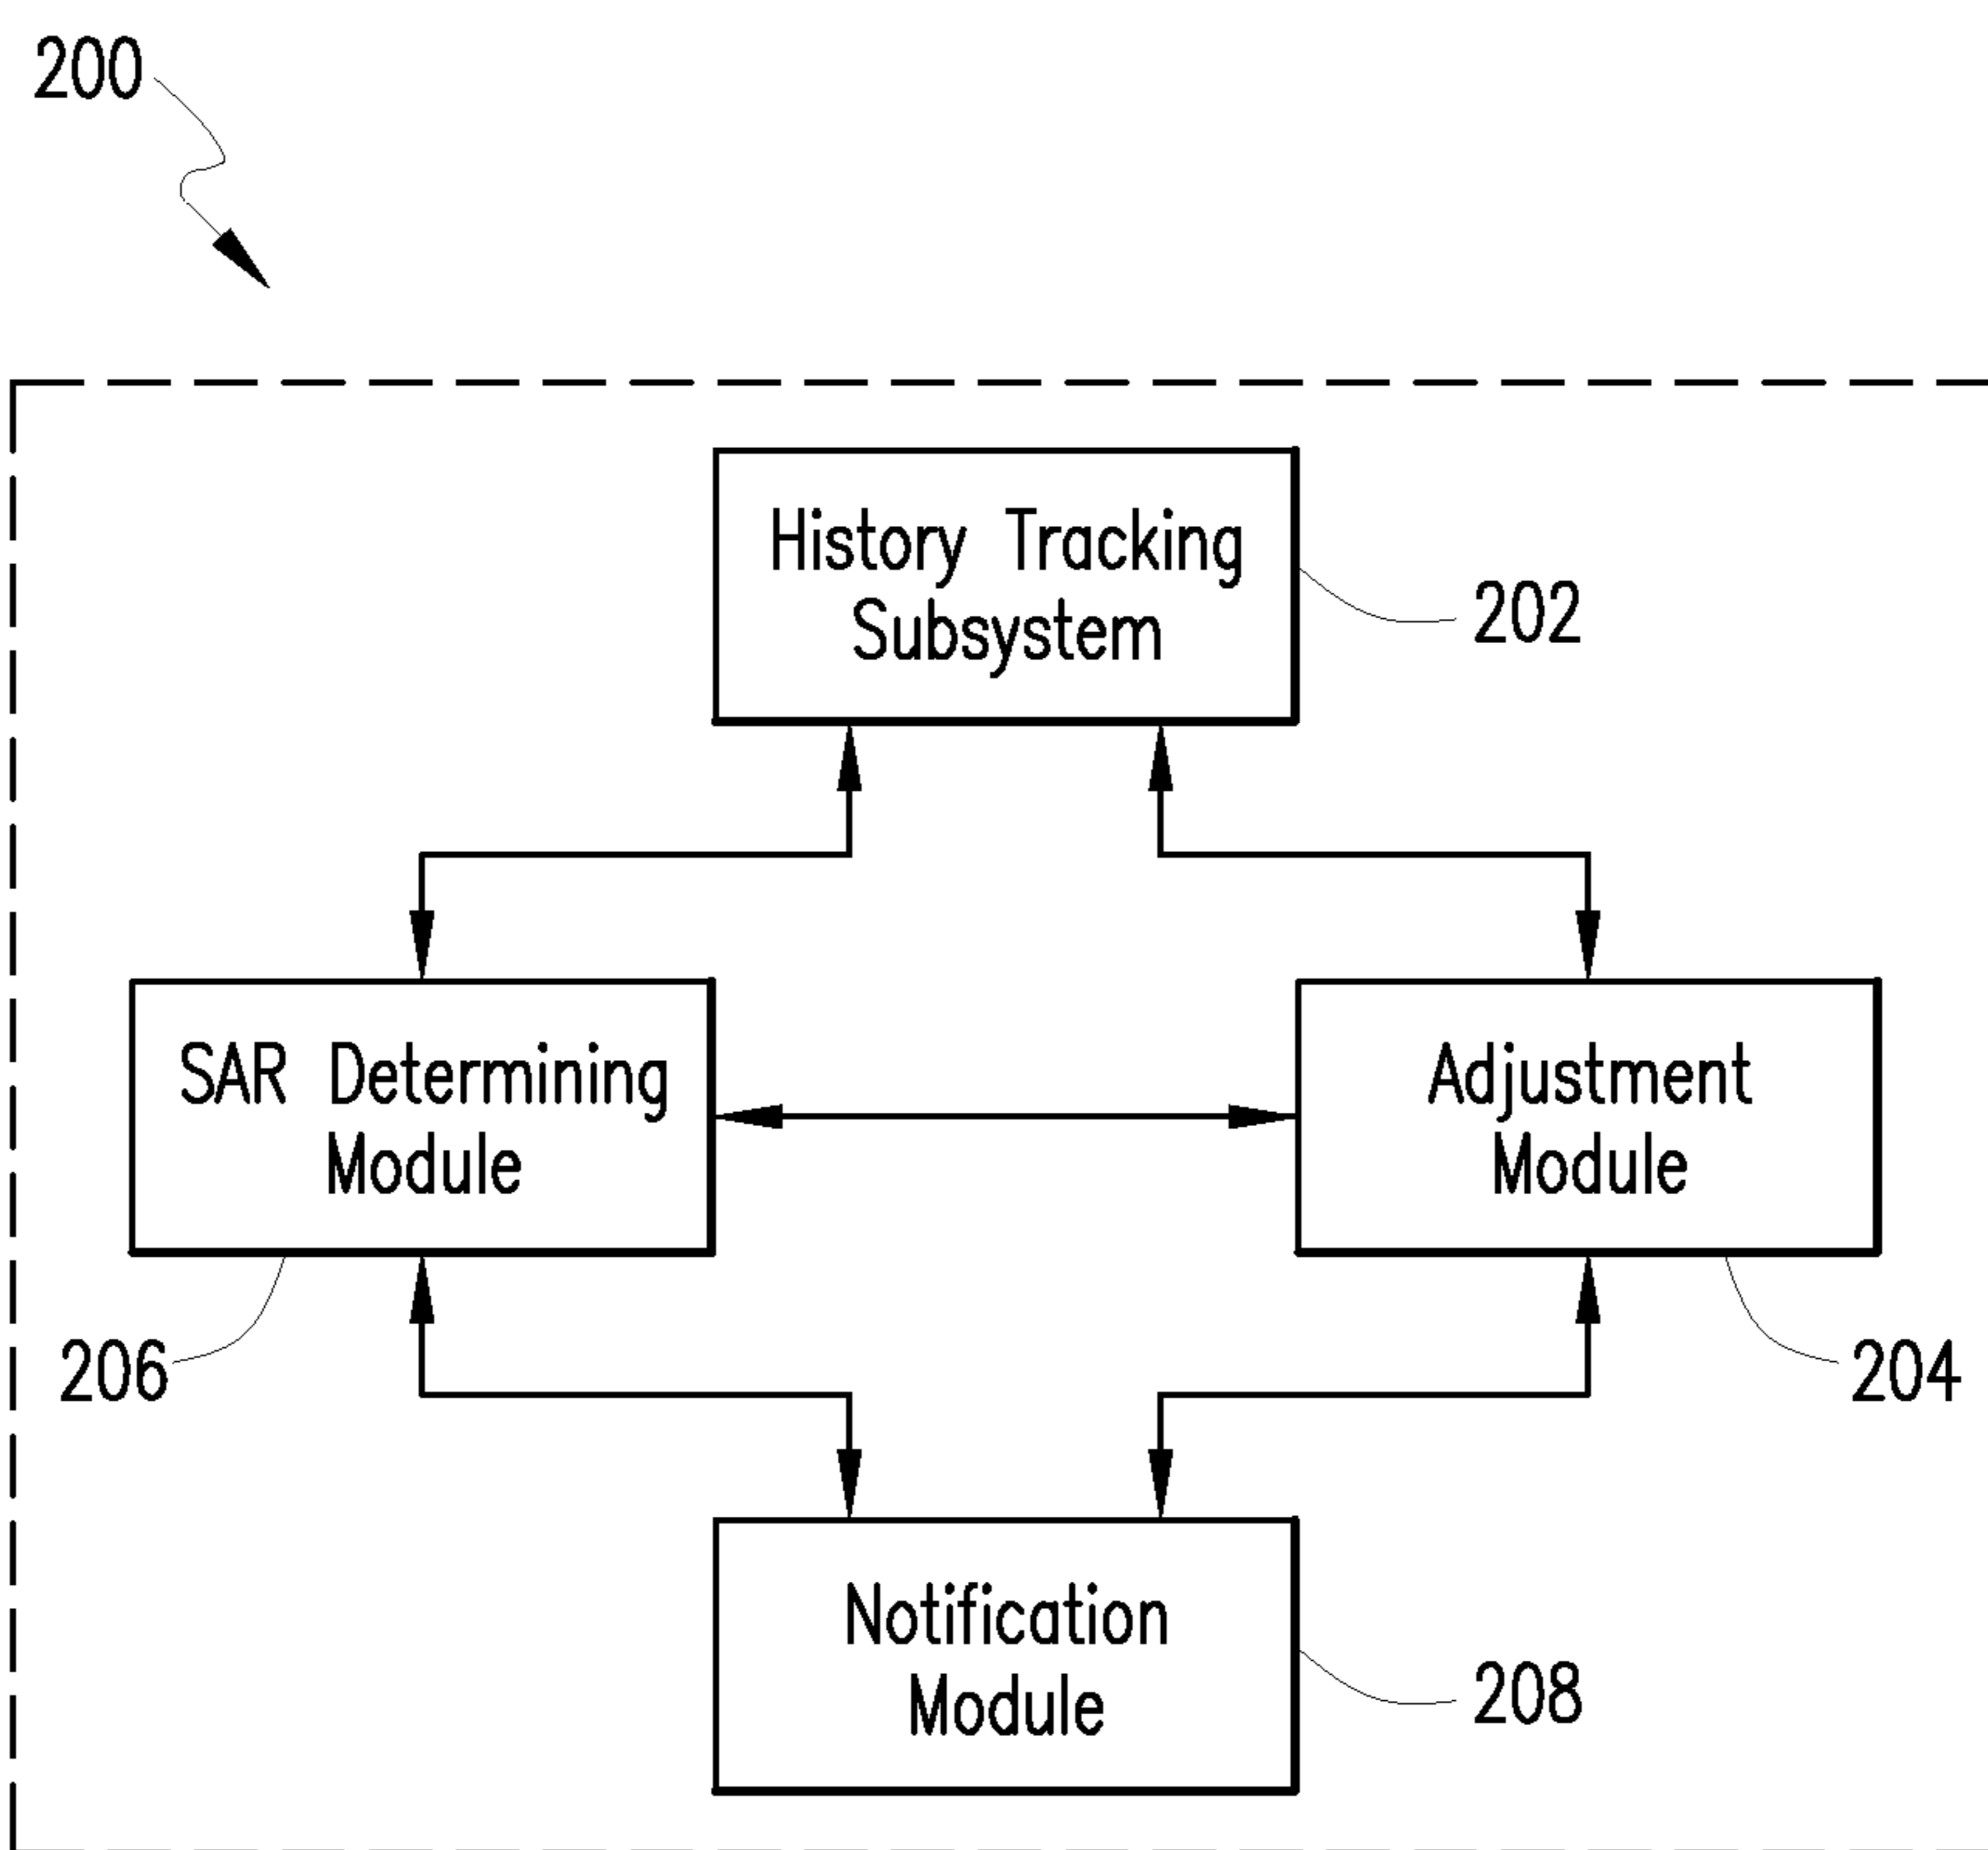 200
History Tracking
Subsystem
202
SAR Determining
Module
Adjustment
Module
206
204
Notification
Module
208